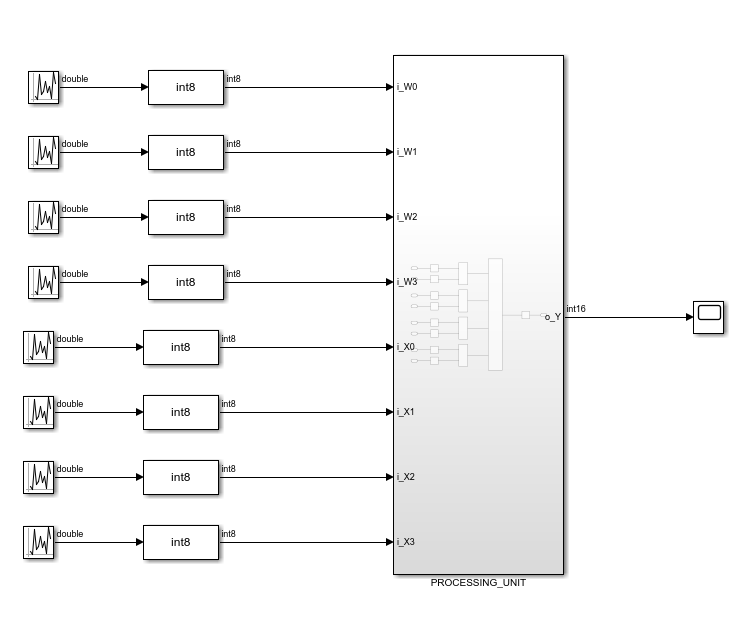 double int8 int8 i_W0
double int8 int8 i_W1
double int8 int8 i_W2
double int8 int8 i_W3
int16
o_Y
double int8 int8 i_X0
double int8 int8 i_X1
double int8 int8 i_X2
double int8 int8 i_X3
PROCESSING_UNIT